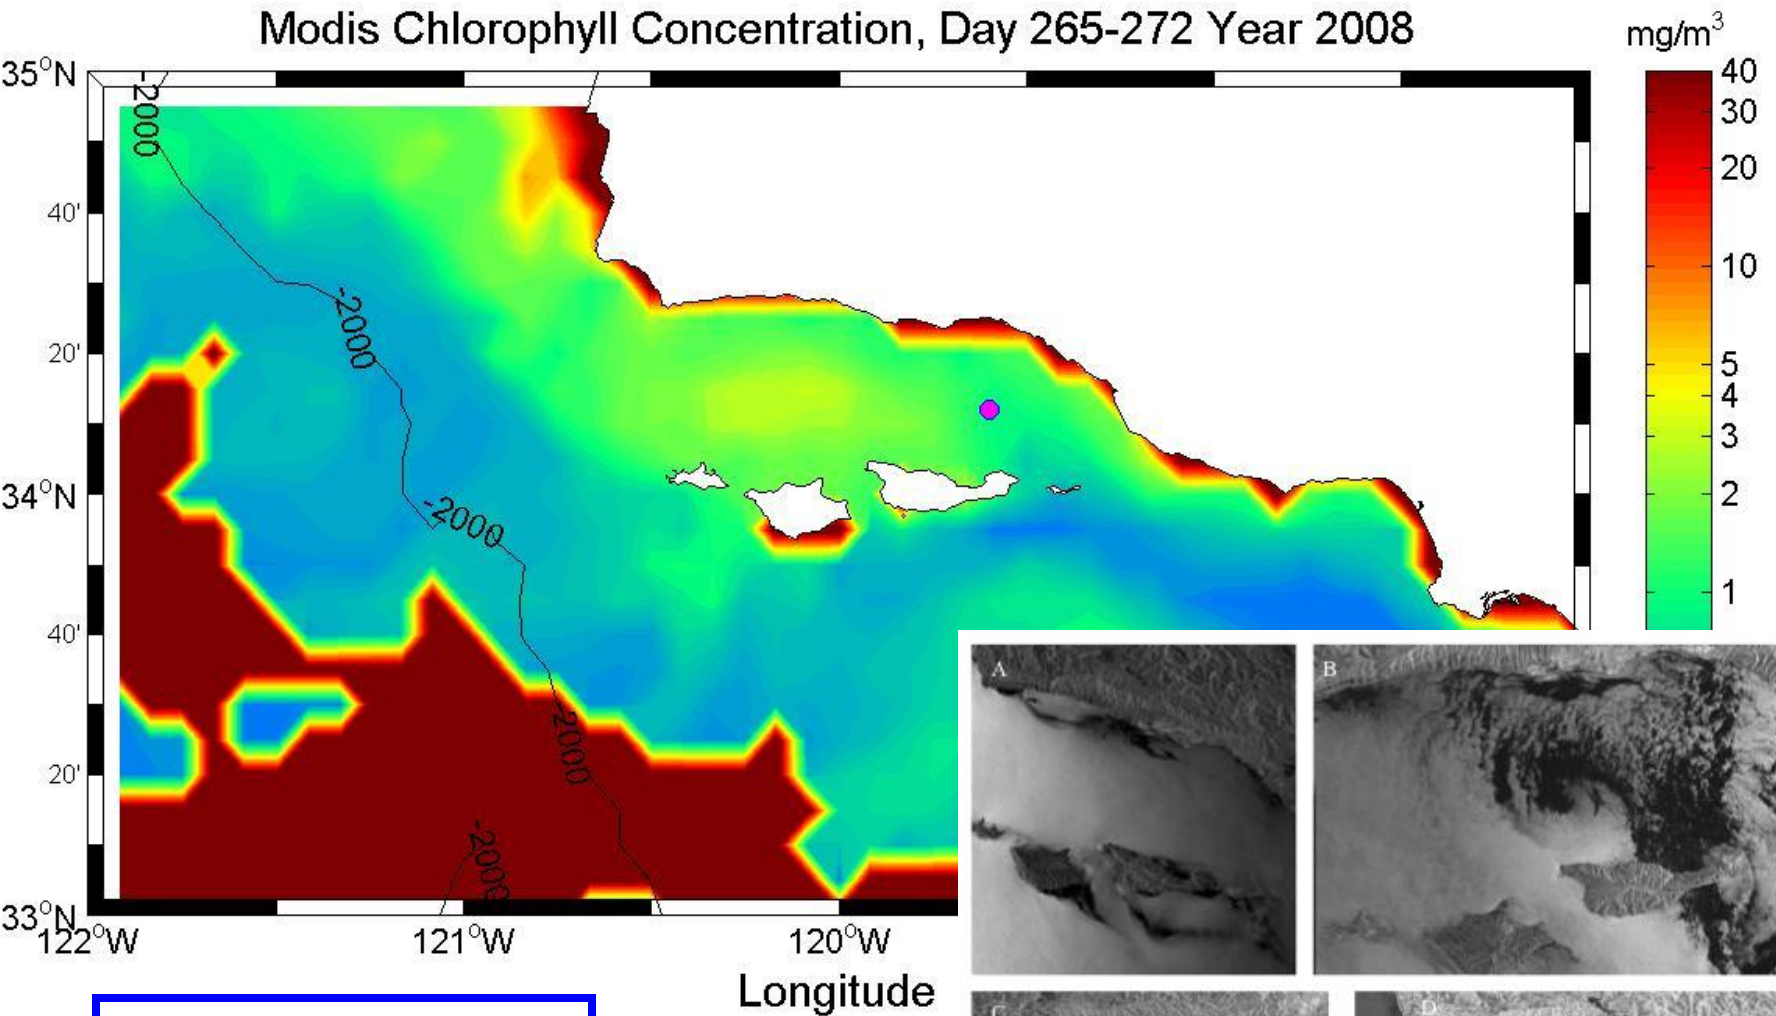 Modis Chlorophyll Concentration, Day 265-272 Year 2008
mg/m³
35°N
40'
20'
34°N
40'
20'
33°N
122°W
121°W
120°W
Longitude
-2000
-2000
-2000
-2000
-2000
40
30
20
10
5
4
3
2
1
A
B
C
D